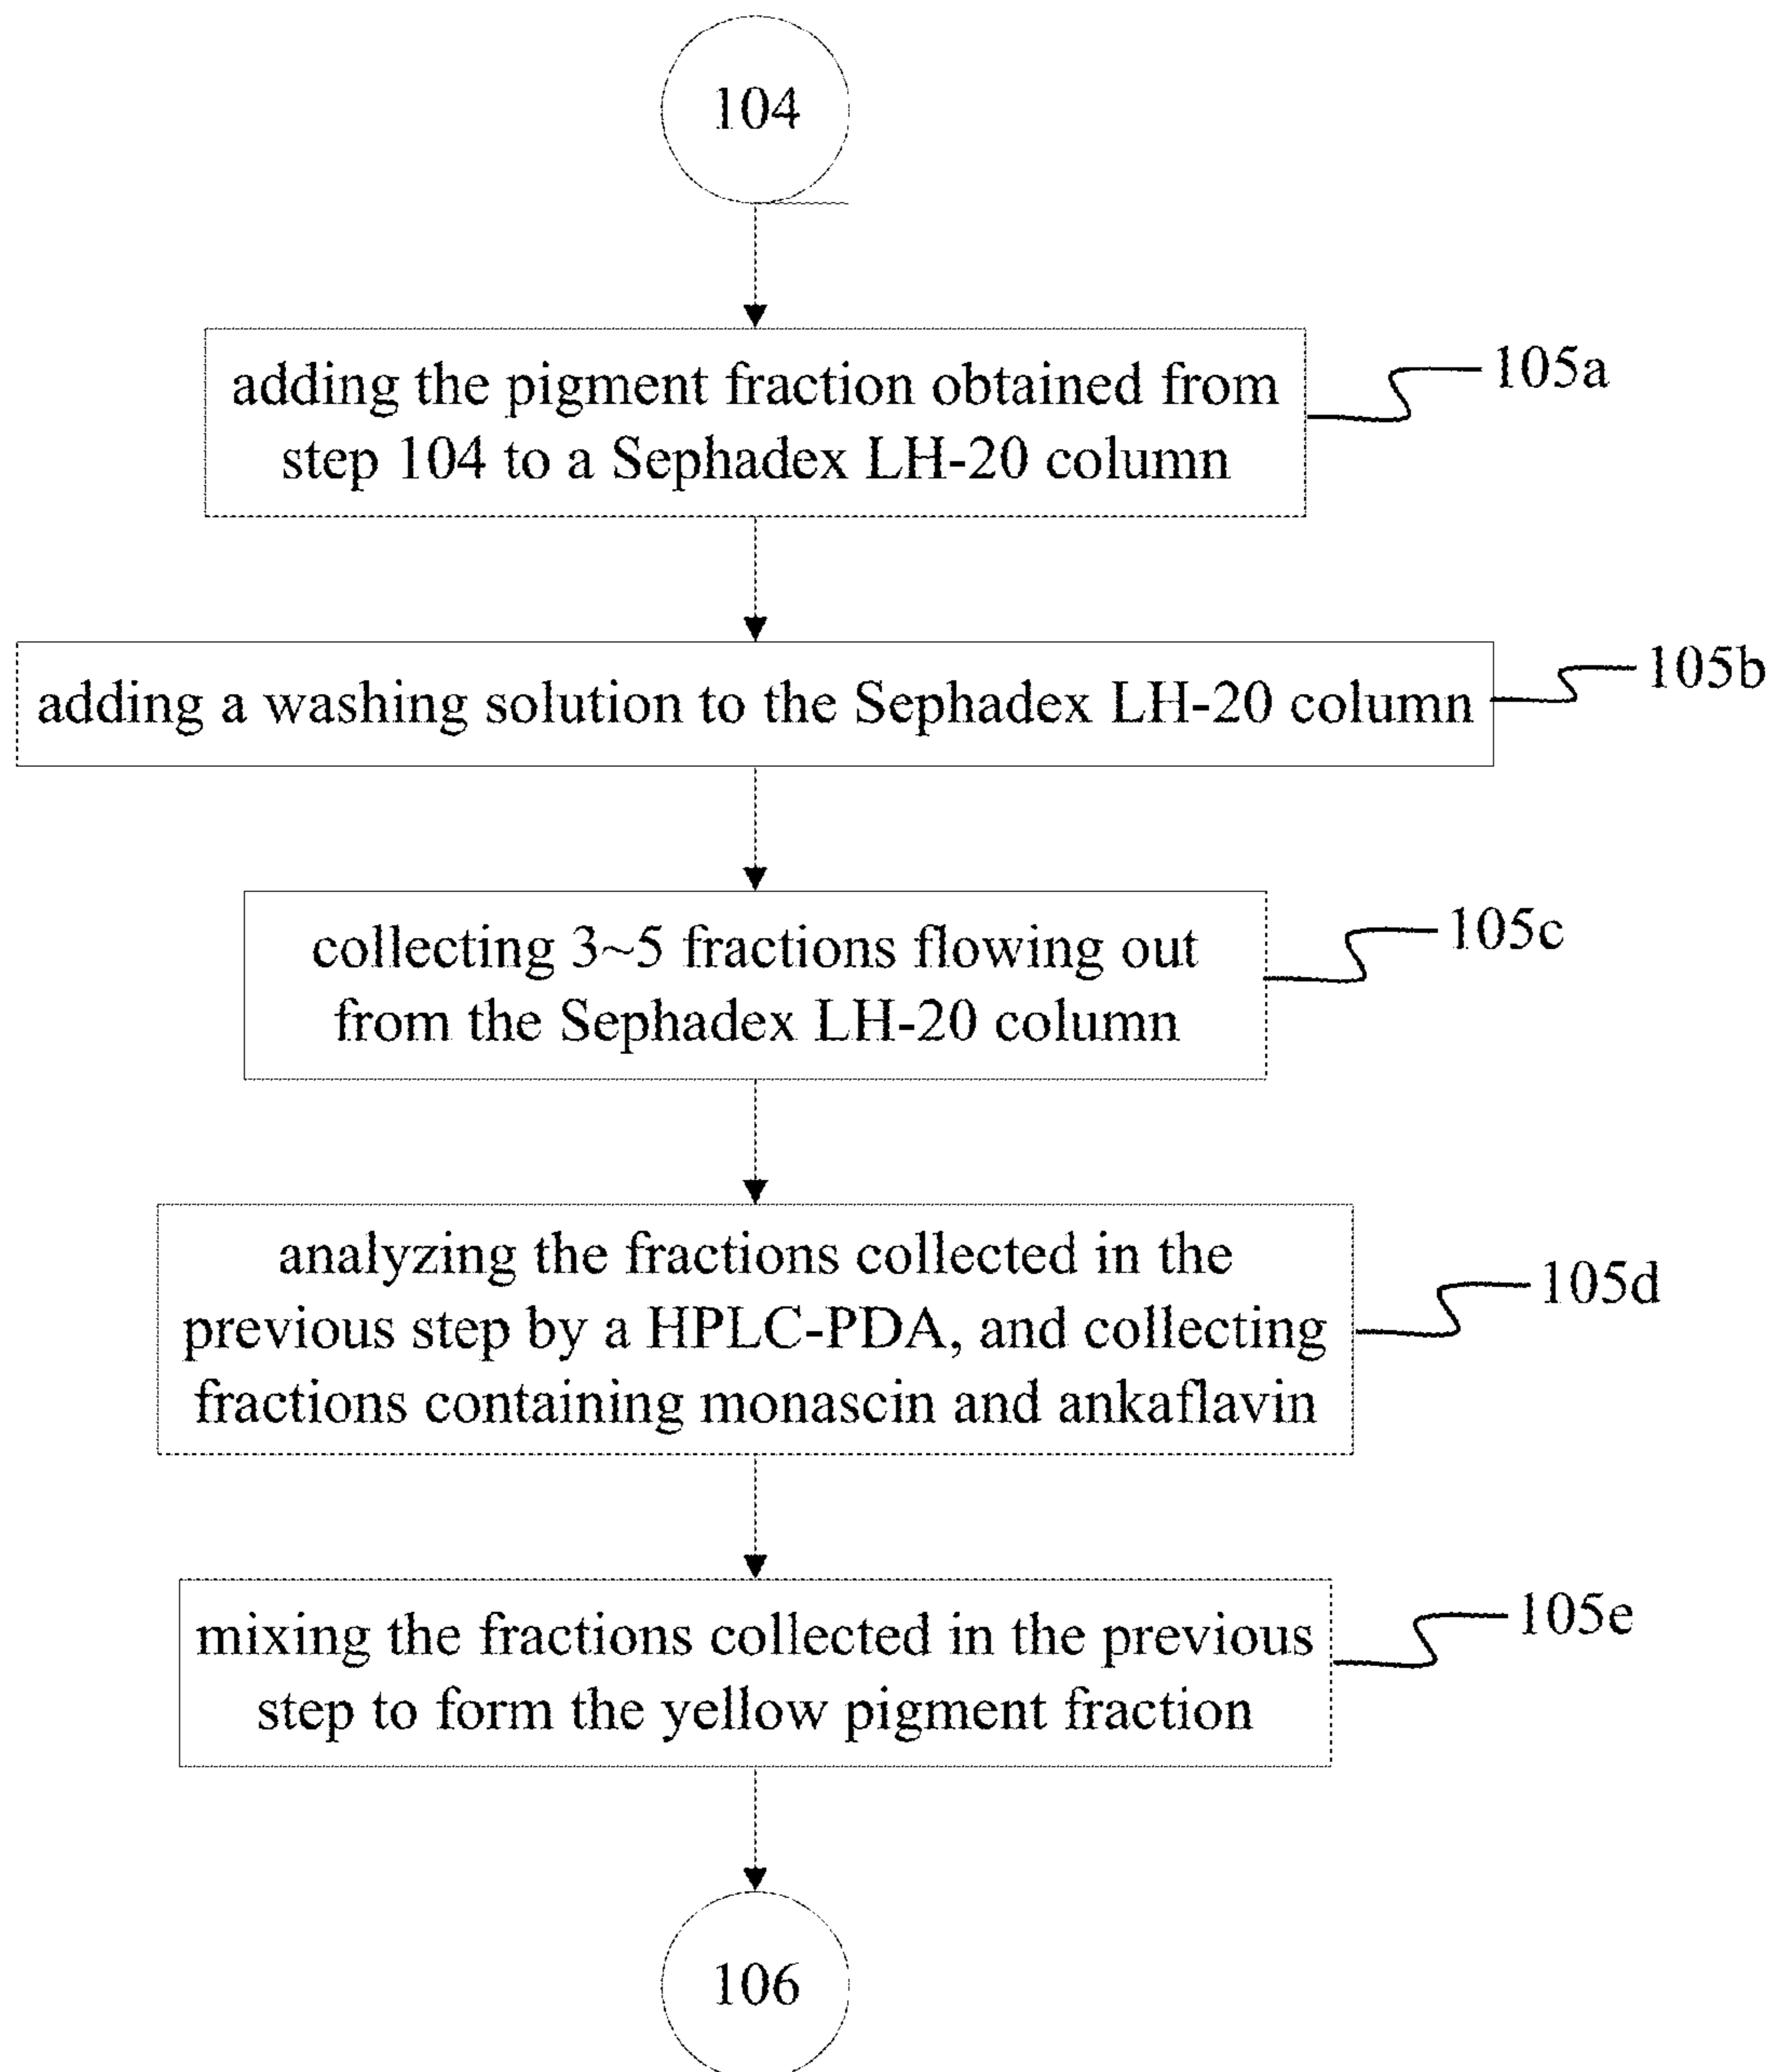 104
adding the pigment fraction obtained from
step 104 to a Sephadex LH-20 column
105a
adding a washing solution to the Sephadex LH-20 column
105b
collecting 3~5 fractions flowing out
from the Sephadex LH-20 column
105c
analyzing the fractions collected in the
previous step by a HPLC-PDA, and collecting
fractions containing monascin and ankaflavin
105d
mixing the fractions collected in the previous
step to form the yellow pigment fraction
105e
106